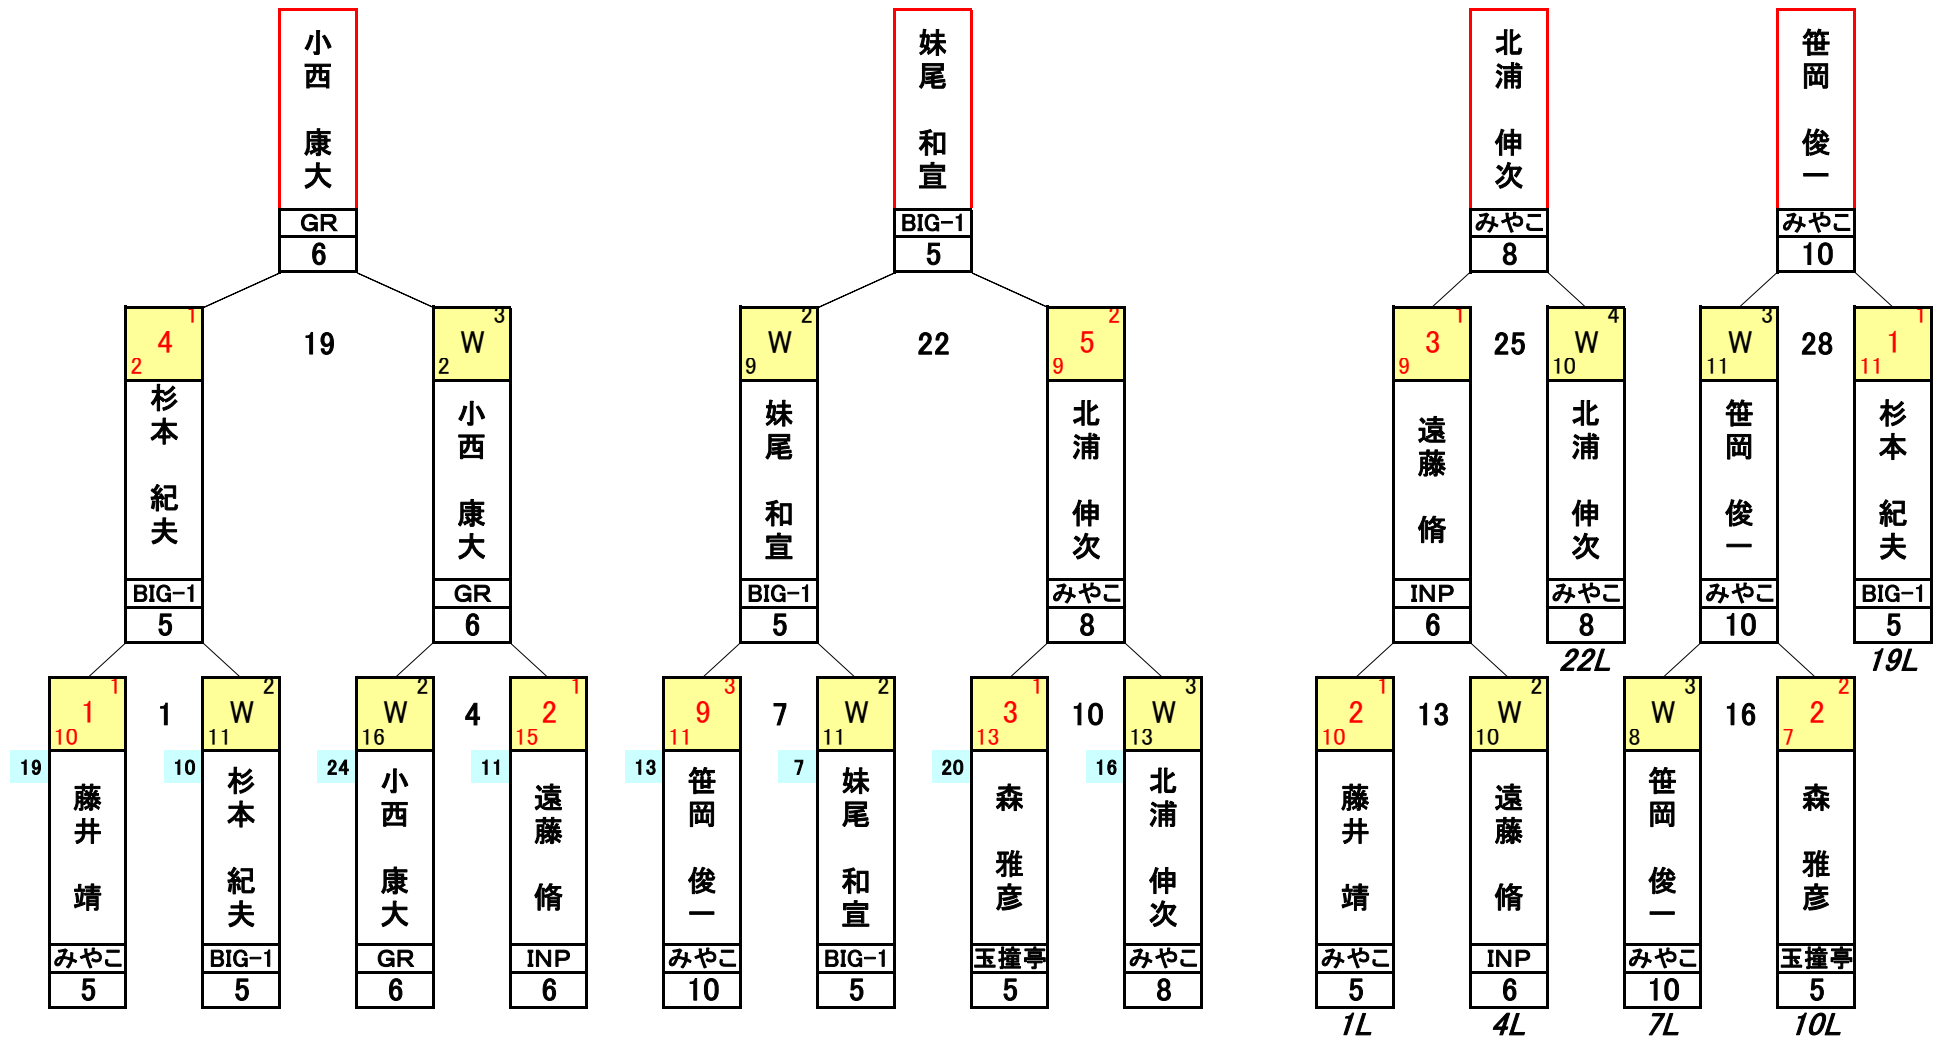 小西 康大
GR
6
妹尾 和宣
BIG-1
5
北浦 伸次
みやこ
8
笹岡 俊一
みやこ
10
1
4
2
杉本 紀夫
BIG-1
5
19
3
W
2
小西 康大
GR
6
2
W
9
妹尾 和宣
BIG-1
5
22
2
5
9
北浦 伸次
みやこ
8
1
3
9
遠藤 脩
INP
6
25
4
W
10
北浦 伸次
みやこ
8
22L
3
W
11
笹岡 俊一
みやこ
10
28
1
1
11
杉本 紀夫
BIG-1
5
19L
1
1
10
19
藤井 靖
みやこ
5
1
2
W
11
10
杉本 紀夫
BIG-1
5
2
W
16
24
小西 康大
GR
6
4
1
2
15
11
遠藤 脩
INP
6
3
9
11
13
笹岡 俊一
みやこ
10
7
2
W
11
7
妹尾 和宣
BIG-1
5
1
3
13
20
森 雅彦
玉撞亭
5
10
3
W
13
16
北浦 伸次
みやこ
8
1
2
10
藤井 靖
みやこ
5
1L
13
2
W
10
遠藤 脩
INP
6
4L
3
W
8
笹岡 俊一
みやこ
10
7L
16
2
2
7
森 雅彦
玉撞亭
5
10L